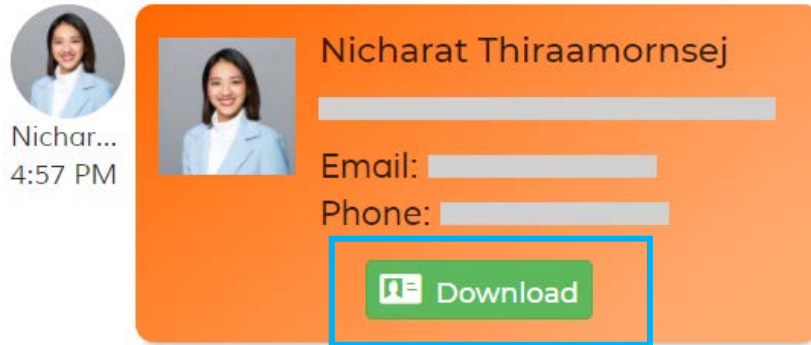 Nicharat Thiraamornsej
Nichar...
4:57 PM
Email:
Phone:
Download